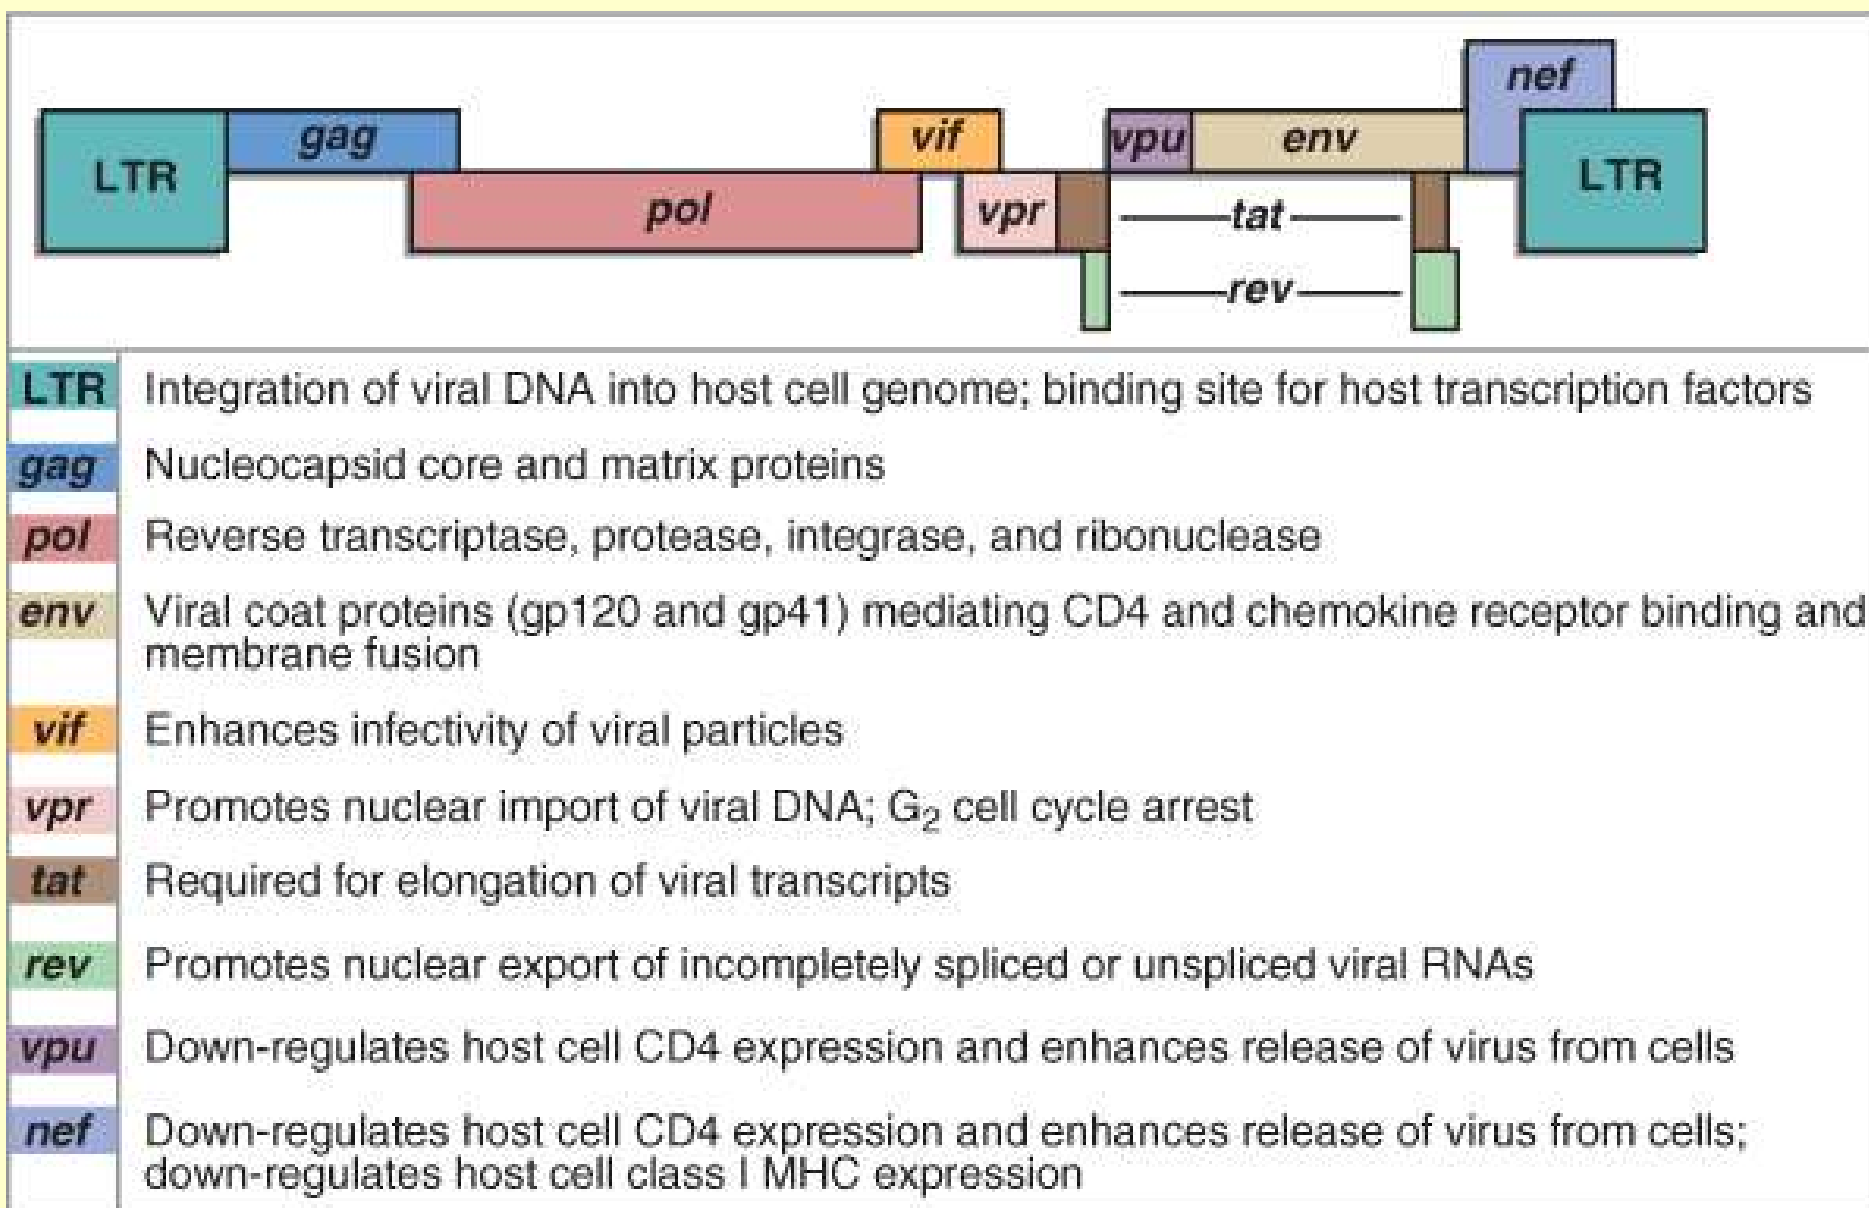 nef
gag
vif
vpu
env
LTR
LTR
pol
vpr
tat
rev
LTR Integration of viral DNA into host cell genome; binding site for host transcription factors
gag Nucleocapsid core and matrix proteins
pol Reverse transcriptase, protease, integrase, and ribonuclease
env Viral coat proteins (gp120 and gp41) mediating CD4 and chemokine receptor binding and
membrane fusion
vif Enhances infectivity of viral particles
vpr Promotes nuclear import of viral DNA; G₂ cell cycle arrest
tat Required for elongation of viral transcripts
rev Promotes nuclear export of incompletely spliced or unspliced viral RNAs
vpu Down-regulates host cell CD4 expression and enhances release of virus from cells
nef Down-regulates host cell CD4 expression and enhances release of virus from cells;
down-regulates host cell class I MHC expression